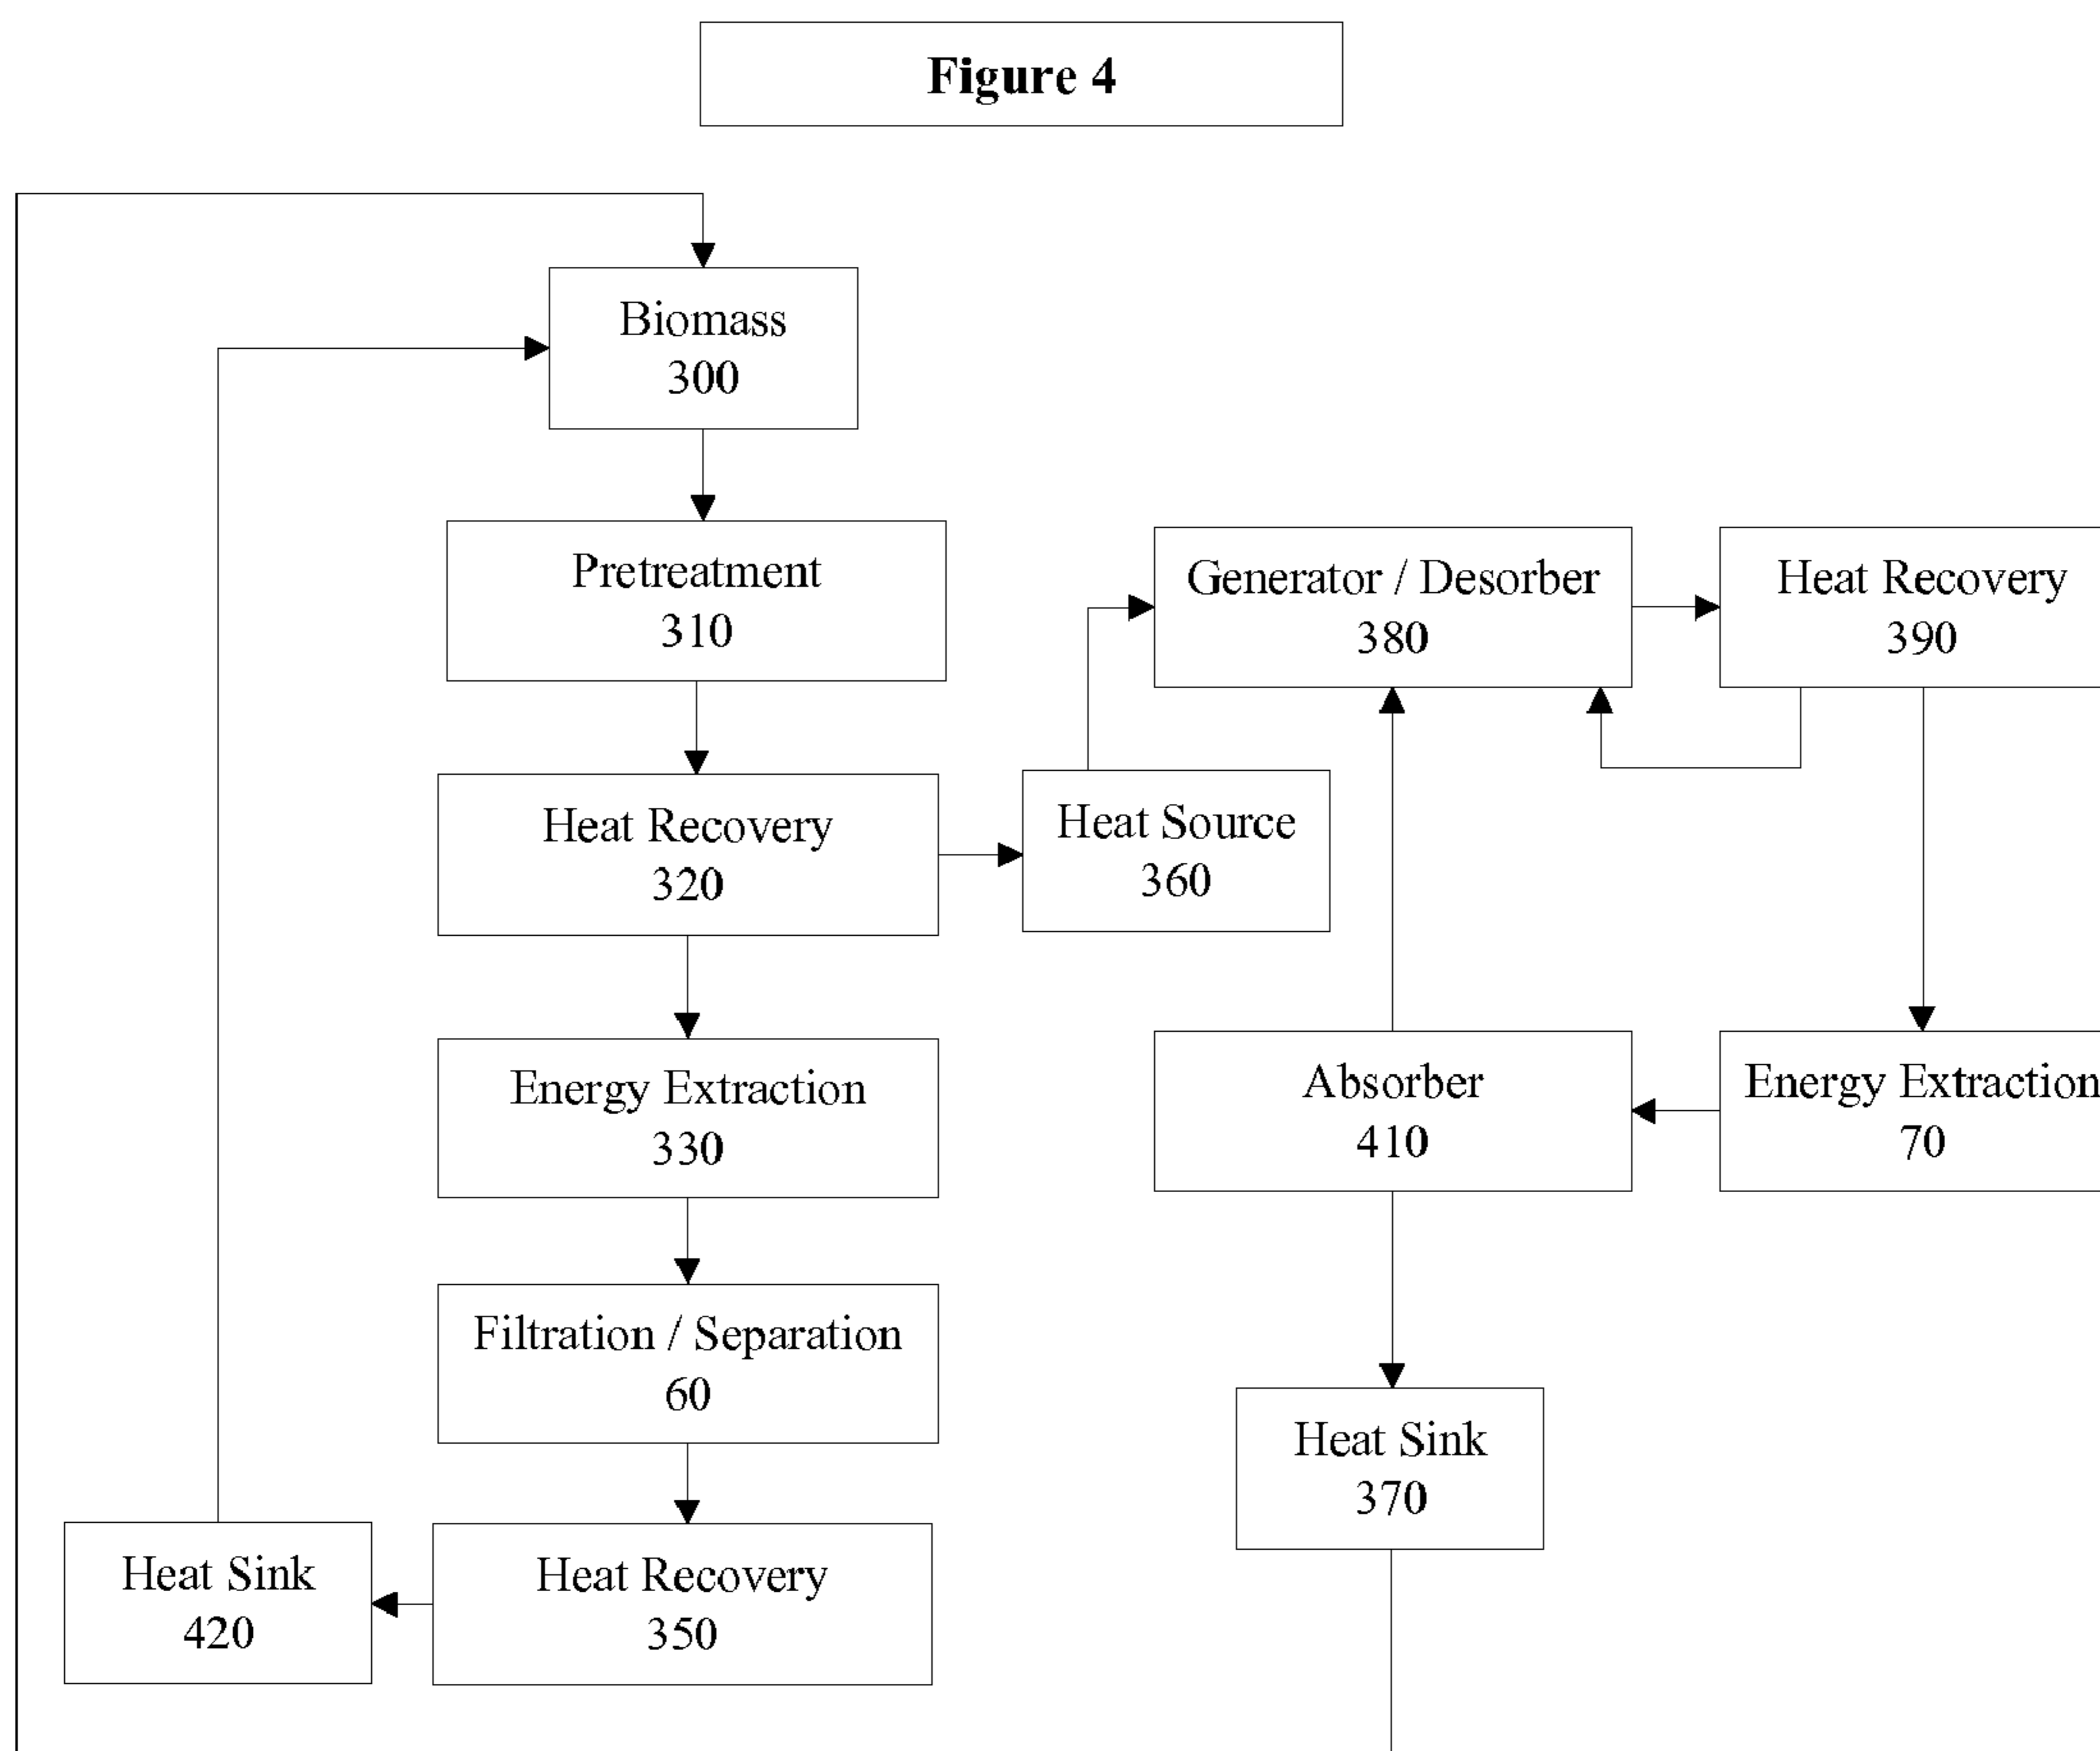 Figure 4
Biomass
300
Pretreatment
310
Generator / Desorber
380
Heat Recovery
390
Heat Recovery
320
Heat Source
360
Energy Extraction
330
Absorber
410
Energy Extraction
70
Filtration / Separation
60
Heat Sink
370
Heat Sink
420
Heat Recovery
350